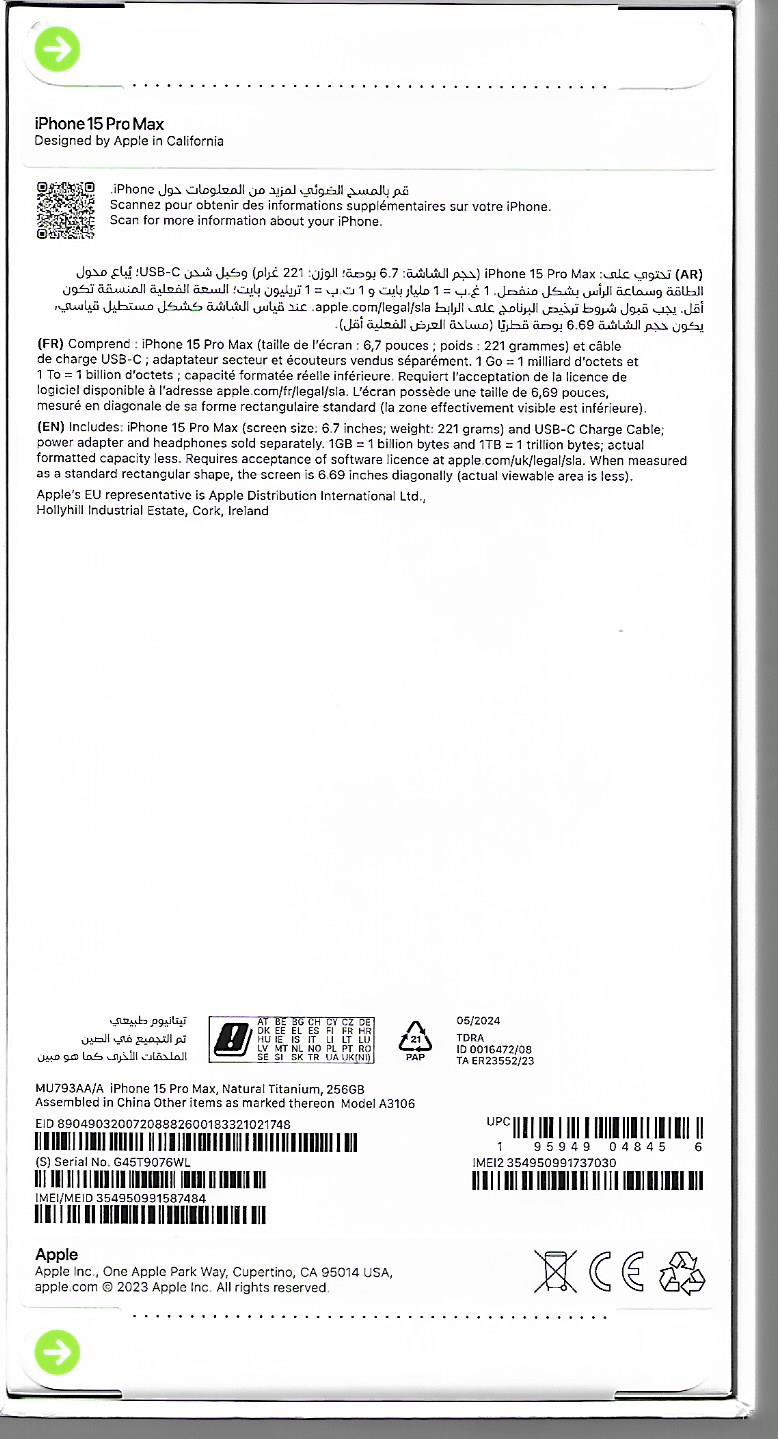 iPhone 15 Pro Max
Designed by Apple in California
قم بالمسح الضوئي لمزيد من المعلومات حول iPhone.
Scannez pour obtenir des informations supplémentaires sur votre iPhone.
Scan for more information about your iPhone.
(AR) تحتوي على: iPhone 15 Pro Max (حجم الشاشة: 6.7 بوصة؛ الوزن: 221 غرام) وكبل شحن USB-C؛ يُباع محول
الطاقة وسماعة الرأس بشكل منفصل. 1 غ.ب = 1 مليار بايت و 1 ت.ب = 1 تريليون بايت؛ السعة الفعلية المنسقة تكون
أقل. يجب قبول شروط ترخيص البرنامج على الرابط apple.com/legal/sla. عند قياس الشاشة كشكل مستطيل قياسي،
يكون حجم الشاشة 6.69 بوصة قطريًا (مساحة العرض الفعلية أقل).
(FR) Comprend : iPhone 15 Pro Max (taille de l'écran : 6,7 pouces ; poids : 221 grammes) et câble
de charge USB-C ; adaptateur secteur et écouteurs vendus séparément. 1 Go = 1 milliard d'octets et
1 To = 1 billion d'octets ; capacité formatée réelle inférieure. Requiert l'acceptation de la licence de
logiciel disponible à l'adresse apple.com/fr/legal/sla. L'écran possède une taille de 6,69 pouces,
mesuré en diagonale de sa forme rectangulaire standard (la zone effectivement visible est inférieure).
(EN) Includes: iPhone 15 Pro Max (screen size: 6.7 inches; weight: 221 grams) and USB-C Charge Cable;
power adapter and headphones sold separately. 1GB = 1 billion bytes and 1TB = 1 trillion bytes; actual
formatted capacity less. Requires acceptance of software licence at apple.com/uk/legal/sla. When measured
as a standard rectangular shape, the screen is 6.69 inches diagonally (actual viewable area is less).
Apple's EU representative is Apple Distribution International Ltd.,
Hollyhill Industrial Estate, Cork, Ireland
تيتانيوم طبيعي
تم التجميع في الصين
الملحقات الأخرى كما هو مبين
AT BE BG CH CY CZ DE
DK EE EL ES FI FR HR
HU IE IS IT LI LT LU
LV MT NL NO PL PT RO
SE SI SK TR UA UK(NI)
21
PAP
05/2024
TDRA
ID 0016472/08
TA ER23552/23
MU793AA/A iPhone 15 Pro Max, Natural Titanium, 256GB
Assembled in China Other items as marked thereon Model A3106
EID 89049032007208882600183321021748
UPC
1 95949 04845 6
(S) Serial No. G45T9076WL
IMEI2 354950991737030
IMEI/MEID 354950991587484
Apple
Apple Inc., One Apple Park Way, Cupertino, CA 95014 USA,
apple.com © 2023 Apple Inc. All rights reserved.
CE